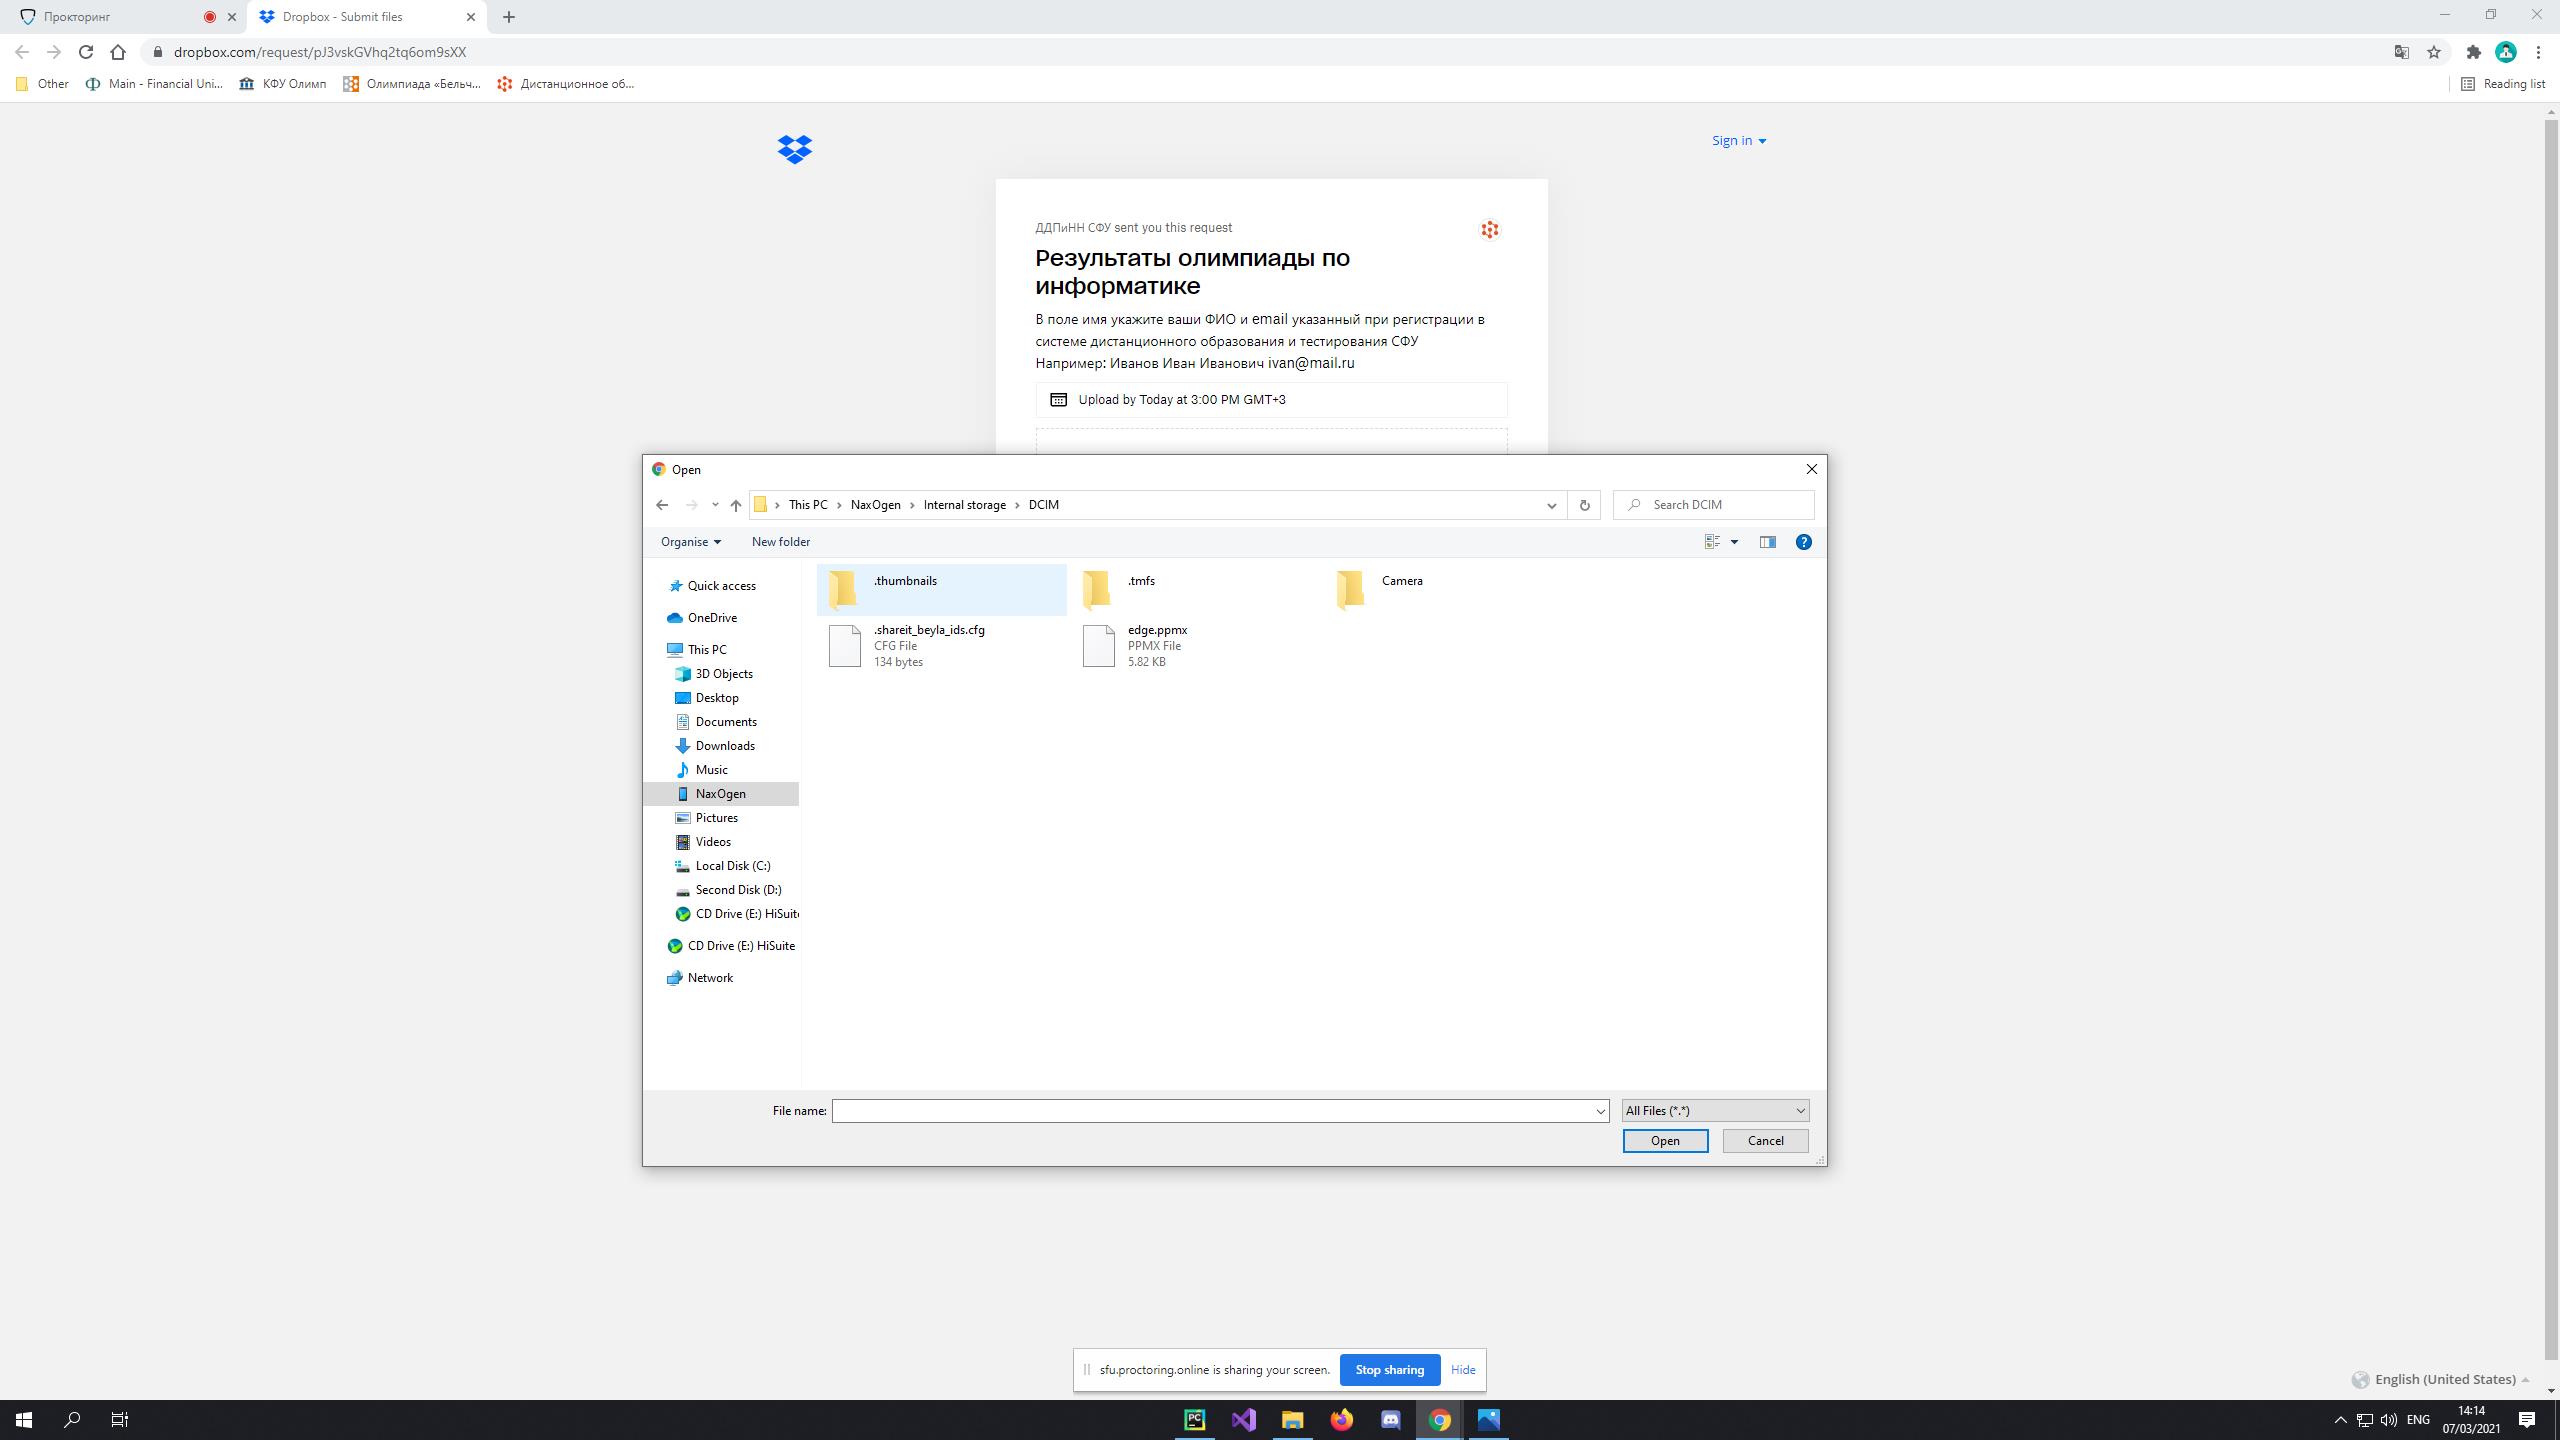 Прокторинг
Dropbox - Submit files
dropbox.com/request/pJ3vskGVhq2tq6om9sXX
Other
Main - Financial Uni...
КФУ Олимп
Олимпиада «Бельч...
Дистанционное об...
Reading list
Sign in
ДДПиНН СФУ sent you this request
Результаты олимпиады по
информатике
В поле имя укажите ваши ФИО и email указанный при регистрации в
системе дистанционного образования и тестирования СФУ
Например: Иванов Иван Иванович ivan@mail.ru
Upload by Today at 3:00 PM GMT+3
Open
This PC
NaxOgen
Internal storage
DCIM
Search DCIM
Organise
New folder
Quick access
OneDrive
This PC
3D Objects
Desktop
Documents
Downloads
Music
NaxOgen
Pictures
Videos
Local Disk (C:)
Second Disk (D:)
CD Drive (E:) HiSuite
CD Drive (E:) HiSuite
Network
.thumbnails
.tmfs
Camera
.shareit_beyla_ids.cfg
CFG File
134 bytes
edge.ppmx
PPMX File
5.82 KB
File name:
All Files (*.*)
Open
Cancel
sfu.proctoring.online is sharing your screen.
Stop sharing
Hide
English (United States)
PC
ENG
14:14
07/03/2021